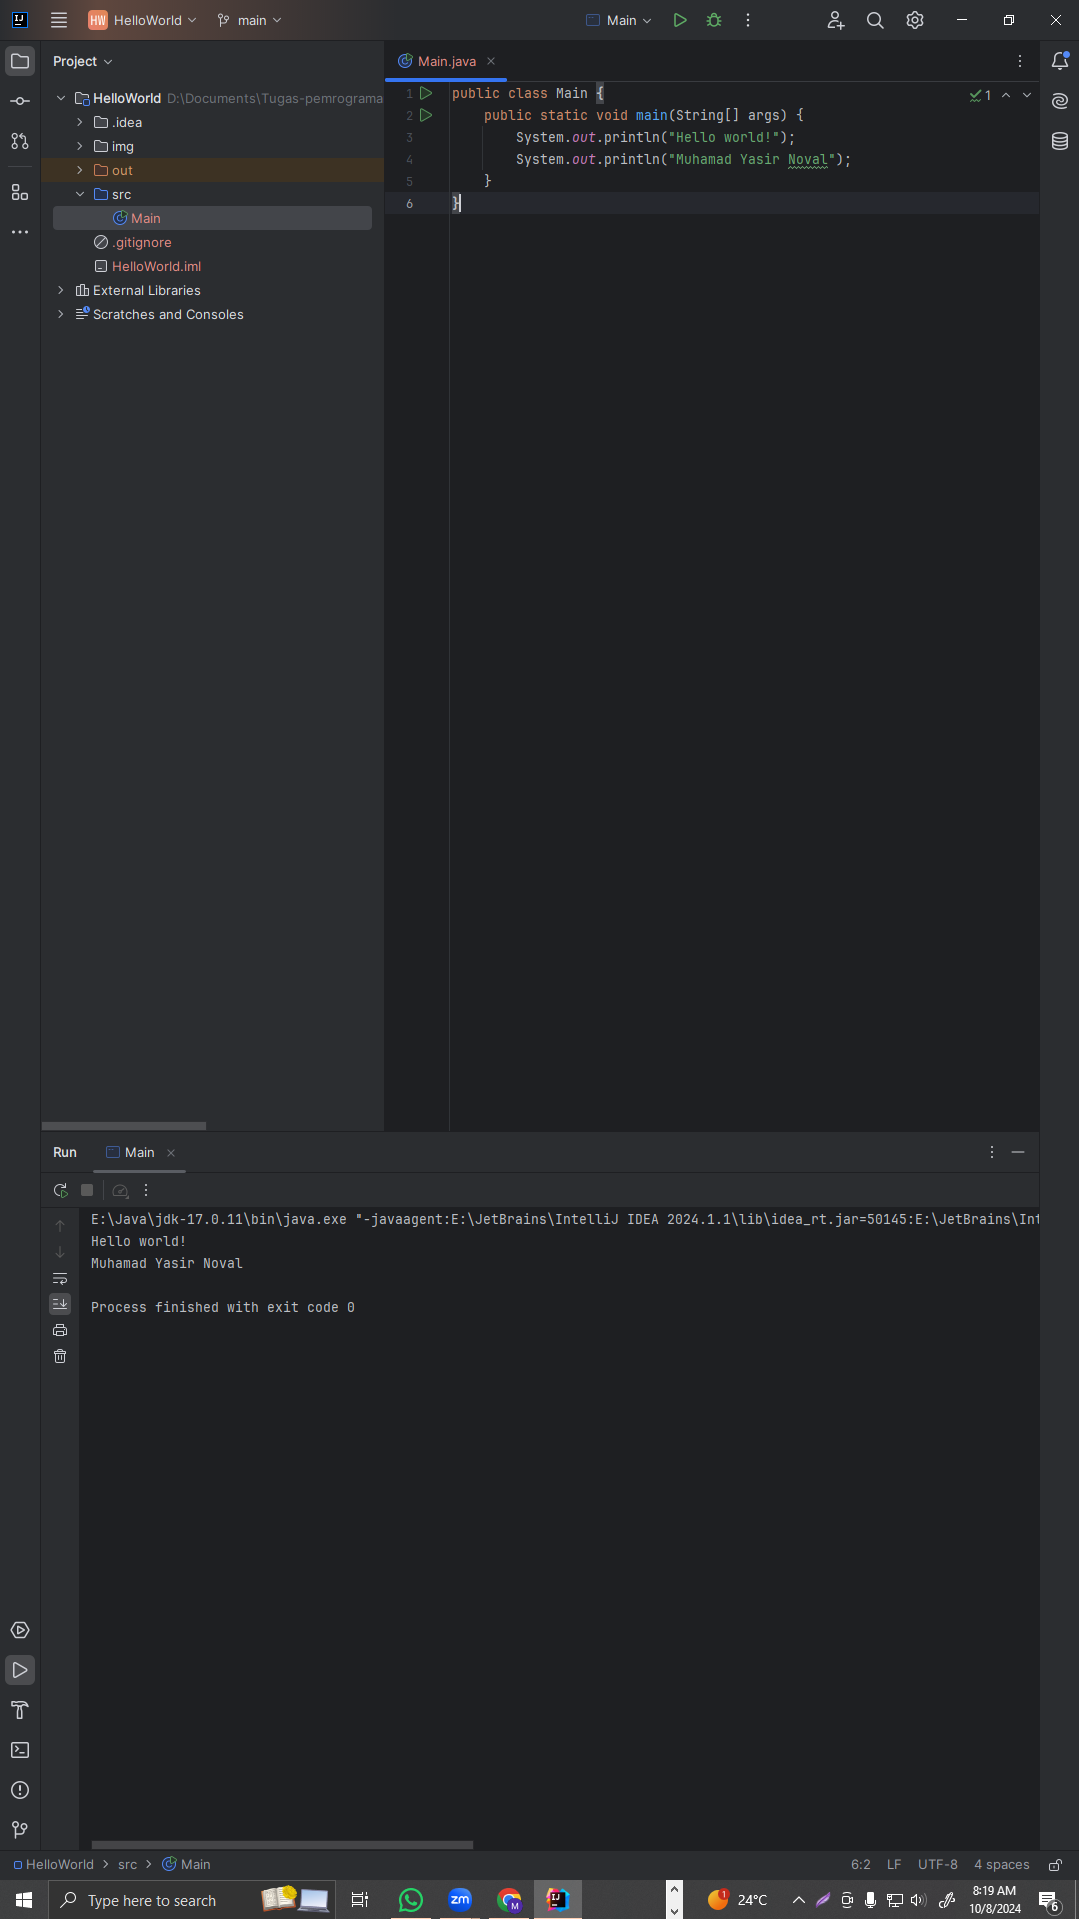 HW HelloWorld main Main
Project
Main.java
HelloWorld D:\Documents\Tugas-pemrograma
.idea
img
out
src
Main
.gitignore
HelloWorld.iml
External Libraries
Scratches and Consoles
1 public class Main {
2 public static void main(String[] args) {
3 System.out.println("Hello world!");
4 System.out.println("Muhamad Yasir Noval");
5 }
6 }
1
Run Main
E:\Java\jdk-17.0.11\bin\java.exe "-javaagent:E:\JetBrains\IntelliJ IDEA 2024.1.1\lib\idea_rt.jar=50145:E:\JetBrains\Int
Hello world!
Muhamad Yasir Noval
Process finished with exit code 0
HelloWorld src Main 6:2 LF UTF-8 4 spaces
Type here to search zm M 1 24°C 8:19 AM
10/8/2024 6